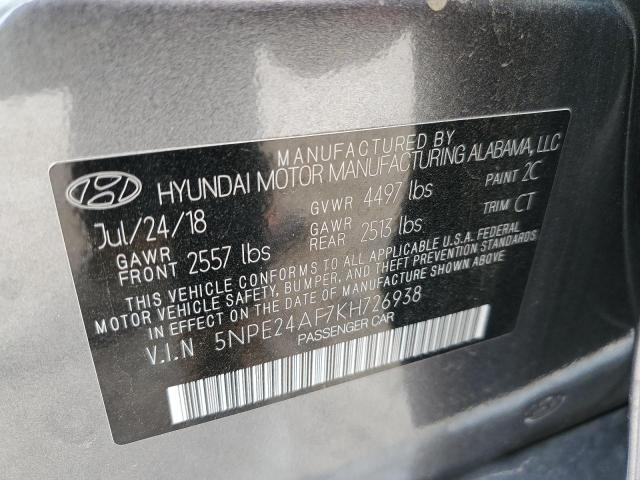 MANUFACTURED BY
HYUNDAI MOTOR MANUFACTURING ALABAMA, LLC
Jul/24/18 GVWR 4497 lbs PAINT 2C
GAWR FRONT 2557 lbs GAWR REAR 2513 lbs TRIM CT
THIS VEHICLE CONFORMS TO ALL APPLICABLE U.S.A. FEDERAL
MOTOR VEHICLE SAFETY, BUMPER, AND THEFT PREVENTION STANDARDS
IN EFFECT ON THE DATE OF MANUFACTURE SHOWN ABOVE
V.I.N 5NPE24AF7KH726938
PASSENGER CAR